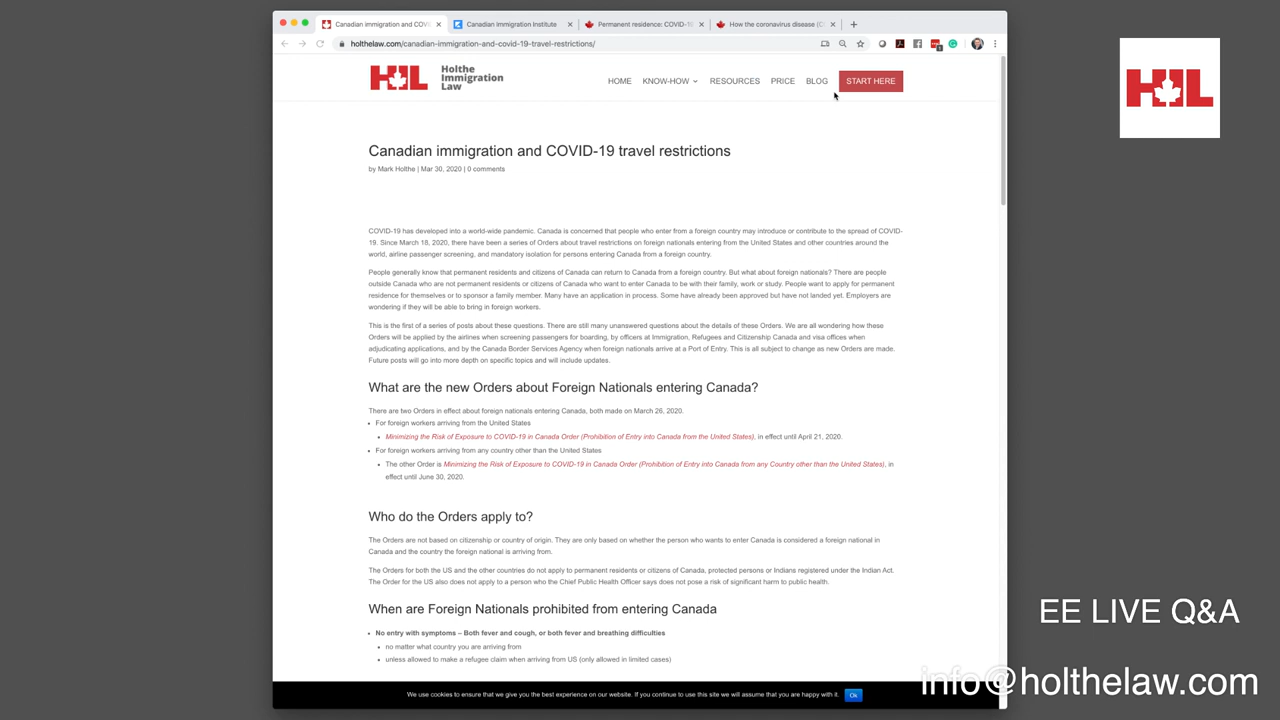 Canadian immigration and COV
Canadian Immigration Institute
Permanent residence: COVID-1
How the coronavirus disease (C
holthelaw.com/canadian-immigration-and-covid-19-travel-restrictions/
H L
Holthe
Immigration
Law
HOME KNOW-HOW RESOURCES PRICE BLOG START HERE
H L
Canadian immigration and COVID-19 travel restrictions
by Mark Holthe | Mar 30, 2020 | 0 comments
COVID-19 has developed into a world-wide pandemic. Canada is concerned that people who enter from a foreign country may introduce or contribute to the spread of COVID-
19. Since March 18, 2020, there have been a series of Orders about travel restrictions on foreign nationals entering from the United States and other countries around the
world, airline passenger screening, and mandatory isolation for persons entering Canada from a foreign country.
People generally know that permanent residents and citizens of Canada can return to Canada from a foreign country. But what about foreign nationals? There are people
outside Canada who are not permanent residents or citizens of Canada who want to enter Canada to be with their family, work or study. People want to apply for permanent
residence for themselves or to sponsor a family member. Many have an application in process. Some have already been approved but have not landed yet. Employers are
wondering if they will be able to bring in foreign workers.
This is the first of a series of posts about these questions. There are still many unanswered questions about the details of these Orders. We are all wondering how these
Orders will be applied by the airlines when screening passengers for boarding, by officers at Immigration, Refugees and Citizenship Canada and visa offices when
adjudicating applications, and by the Canada Border Services Agency when foreign nationals arrive at a Port of Entry. This is all subject to change as new Orders are made.
Future posts will go into more depth on specific topics and will include updates.
What are the new Orders about Foreign Nationals entering Canada?
There are two Orders in effect about foreign nationals entering Canada, both made on March 26, 2020.
• For foreign workers arriving from the United States
• Minimizing the Risk of Exposure to COVID-19 in Canada Order (Prohibition of Entry into Canada from the United States), in effect until April 21, 2020.
• For foreign workers arriving from any country other than the United States
• The other Order is Minimizing the Risk of Exposure to COVID-19 in Canada Order (Prohibition of Entry into Canada from any Country other than the United States), in
effect until June 30, 2020.
Who do the Orders apply to?
The Orders are not based on citizenship or country of origin. They are only based on whether the person who wants to enter Canada is considered a foreign national in
Canada and the country the foreign national is arriving from.
The Orders for both the US and the other countries do not apply to permanent residents or citizens of Canada, protected persons or Indians registered under the Indian Act.
The Order for the US also does not apply to a person who the Chief Public Health Officer says does not pose a risk of significant harm to public health.
When are Foreign Nationals prohibited from entering Canada
• No entry with symptoms – Both fever and cough, or both fever and breathing difficulties
• no matter what country you are arriving from
• unless allowed to make a refugee claim when arriving from US (only allowed in limited cases)
We use cookies to ensure that we give you the best experience on our website. If you continue to use this site we will assume that you are happy with it. Ok
EE LIVE Q&A
info@holthelaw.com